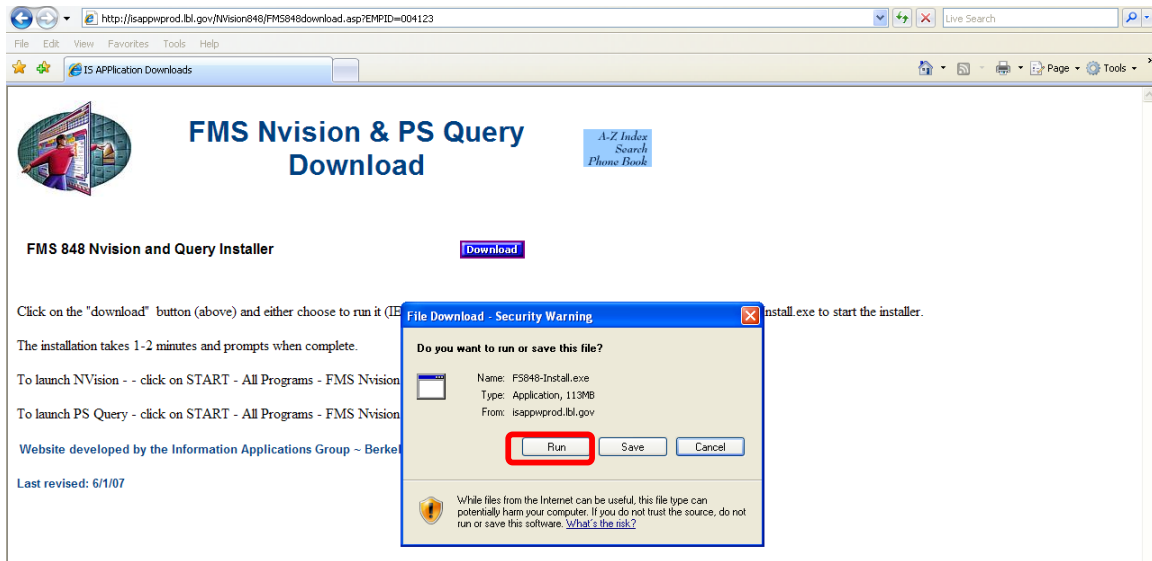 http://isappwprod.lbl.gov/NVision848/FMS848download.asp?EMPID=004123
Live Search
File Edit View Favorites Tools Help
IS APPlication Downloads
Page Tools
FMS Nvision & PS Query
Download
A-Z Index
Search
Phone Book
FMS 848 Nvision and Query Installer
Download
Click on the "download" button (above) and either choose to run it (IE
nstall.exe to start the installer.
The installation takes 1-2 minutes and prompts when complete.
To launch NVision - - click on START - All Programs - FMS Nvision
To launch PS Query - click on START - All Programs - FMS Nvision
Website developed by the Information Applications Group ~ Berkel
Last revised: 6/1/07
File Download - Security Warning
Do you want to run or save this file?
Name: FS848-Install.exe
Type: Application, 113MB
From: isappwprod.lbl.gov
Run Save Cancel
While files from the Internet can be useful, this file type can
potentially harm your computer. If you do not trust the source, do not
run or save this software. What's the risk?